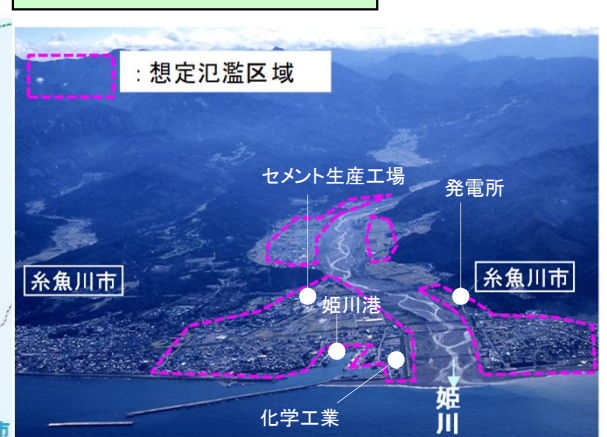 ：想定氾濫区域
セメント生産工場
発電所
糸魚川市
糸魚川市
姫川港
化学工業
姫川
市